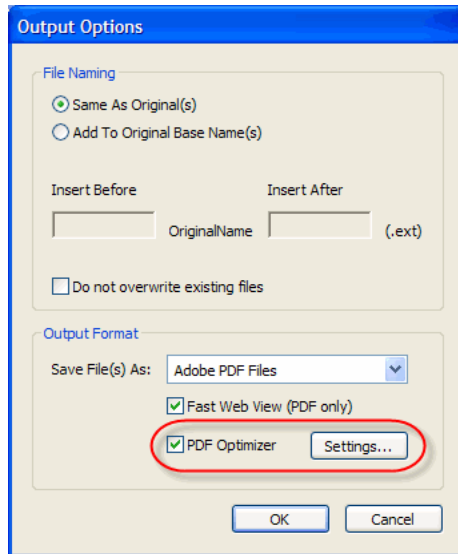 Output Options
File Naming
Same As Original(s)
Add To Original Base Name(s)
Insert Before Insert After
OriginalName (.ext)
Do not overwrite existing files
Output Format
Save File(s) As: Adobe PDF Files
Fast Web View (PDF only)
PDF Optimizer Settings...
OK Cancel